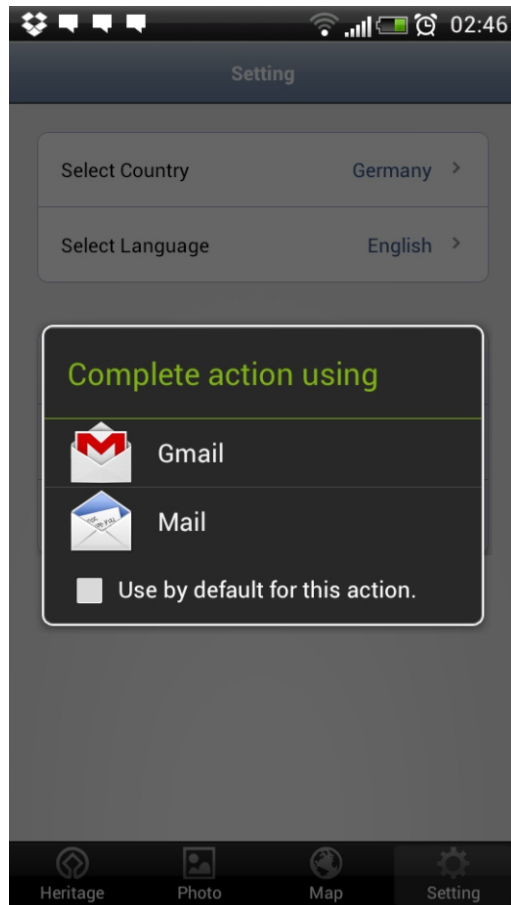 02:46
Setting
Select Country Germany >
Select Language English >
Complete action using
Gmail
Mail
Use by default for this action.
Heritage Photo Map Setting